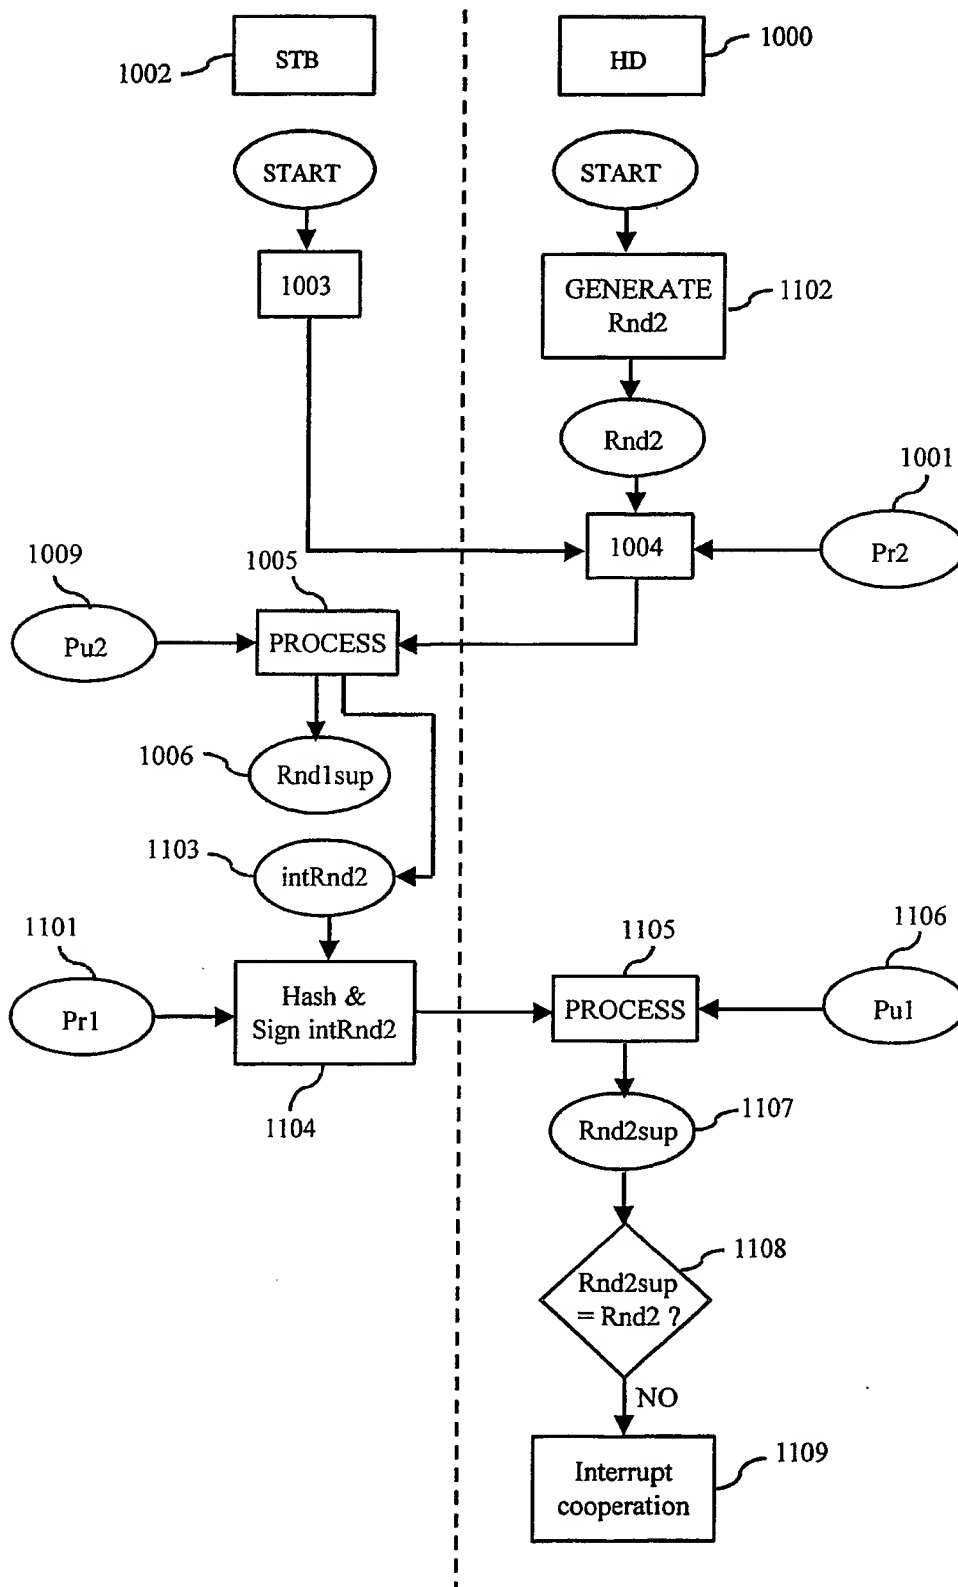 STB
1002
HD
1000
START
START
1003
GENERATE
Rnd2
1102
Rnd2
1001
1004
Pr2
1009
1005
Pu2
PROCESS
1006
Rnd1sup
1103
intRnd2
1101
1105
1106
Pr1
Hash &
Sign intRnd2
PROCESS
Pu1
1104
Rnd2sup
1107
1108
Rnd2sup
= Rnd2 ?
NO
Interrupt
cooperation
1109